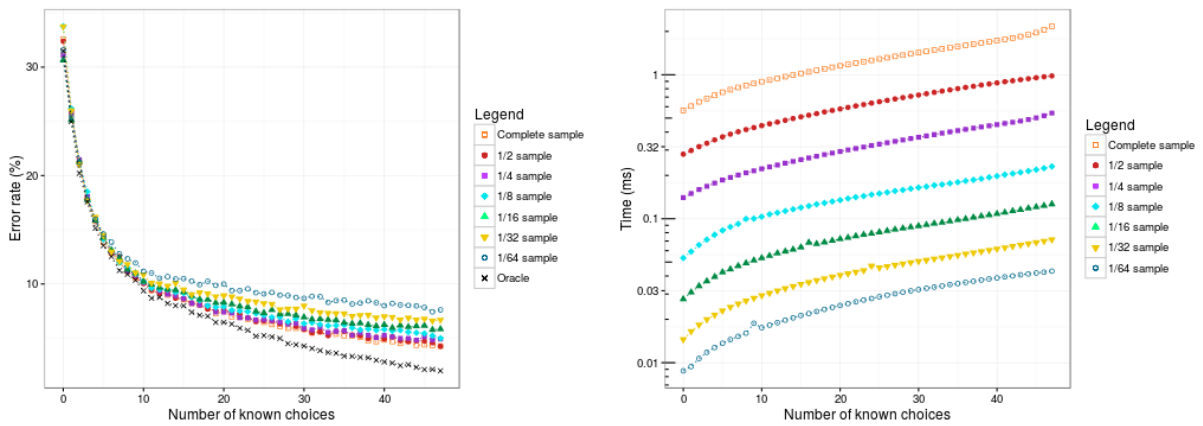 30
20
10
0
10
20
30
40
Error rate (%)
Number of known choices
Legend
Complete sample
1/2 sample
1/4 sample
1/8 sample
1/16 sample
1/32 sample
1/64 sample
Oracle
1
0.32
0.1
0.03
0.01
0
10
20
30
40
Time (ms)
Number of known choices
Legend
Complete sample
1/2 sample
1/4 sample
1/8 sample
1/16 sample
1/32 sample
1/64 sample